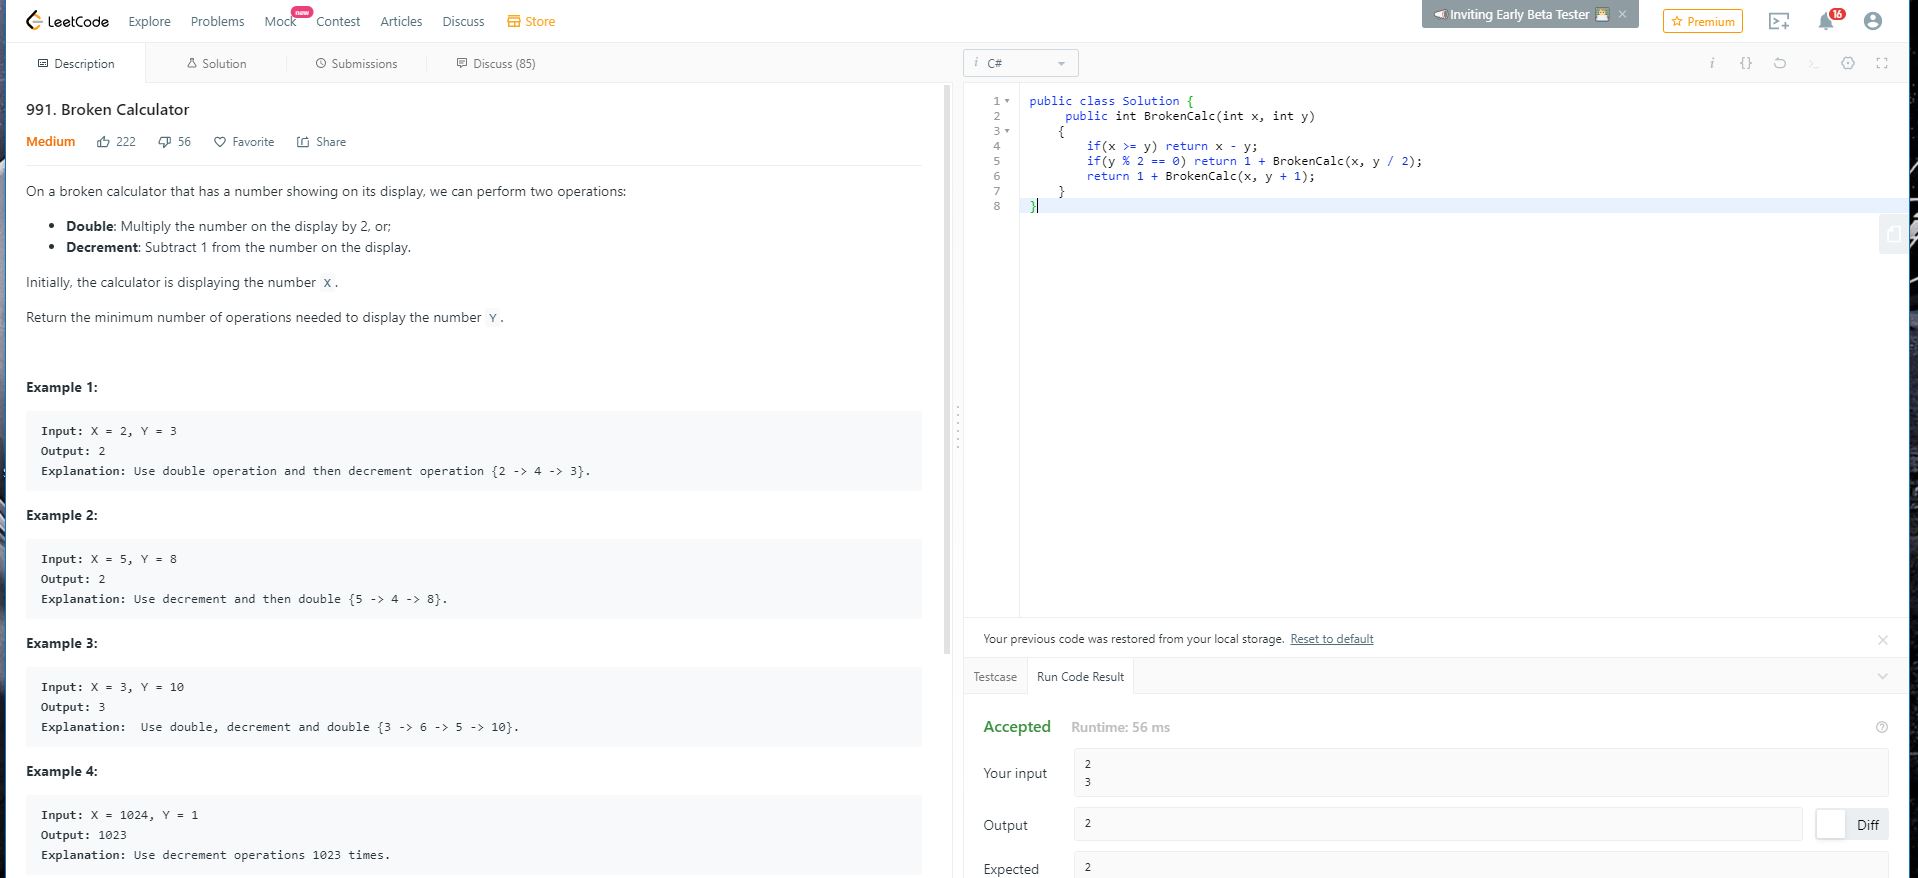 LeetCode Explore Problems Mock new Contest Articles Discuss Store Inviting Early Beta Tester × Premium 16
Description Solution Submissions Discuss (85)
991. Broken Calculator
Medium 222 56 Favorite Share
On a broken calculator that has a number showing on its display, we can perform two operations:
• Double: Multiply the number on the display by 2, or;
• Decrement: Subtract 1 from the number on the display.
Initially, the calculator is displaying the number X.
Return the minimum number of operations needed to display the number Y.
Example 1:
Input: X = 2, Y = 3
Output: 2
Explanation: Use double operation and then decrement operation {2 -> 4 -> 3}.
Example 2:
Input: X = 5, Y = 8
Output: 2
Explanation: Use decrement and then double {5 -> 4 -> 8}.
Example 3:
Input: X = 3, Y = 10
Output: 3
Explanation:  Use double, decrement and double {3 -> 6 -> 5 -> 10}.
Example 4:
Input: X = 1024, Y = 1
Output: 1023
Explanation: Use decrement operations 1023 times.
i C# i {}
1 public class Solution {
2 public int BrokenCalc(int x, int y)
3 {
4 if(x >= y) return x - y;
5 if(y % 2 == 0) return 1 + BrokenCalc(x, y / 2);
6 return 1 + BrokenCalc(x, y + 1);
7 }
8 }
Your previous code was restored from your local storage. Reset to default
Testcase Run Code Result
Accepted Runtime: 56 ms
Your input
2
3
Output 2 Diff
Expected 2